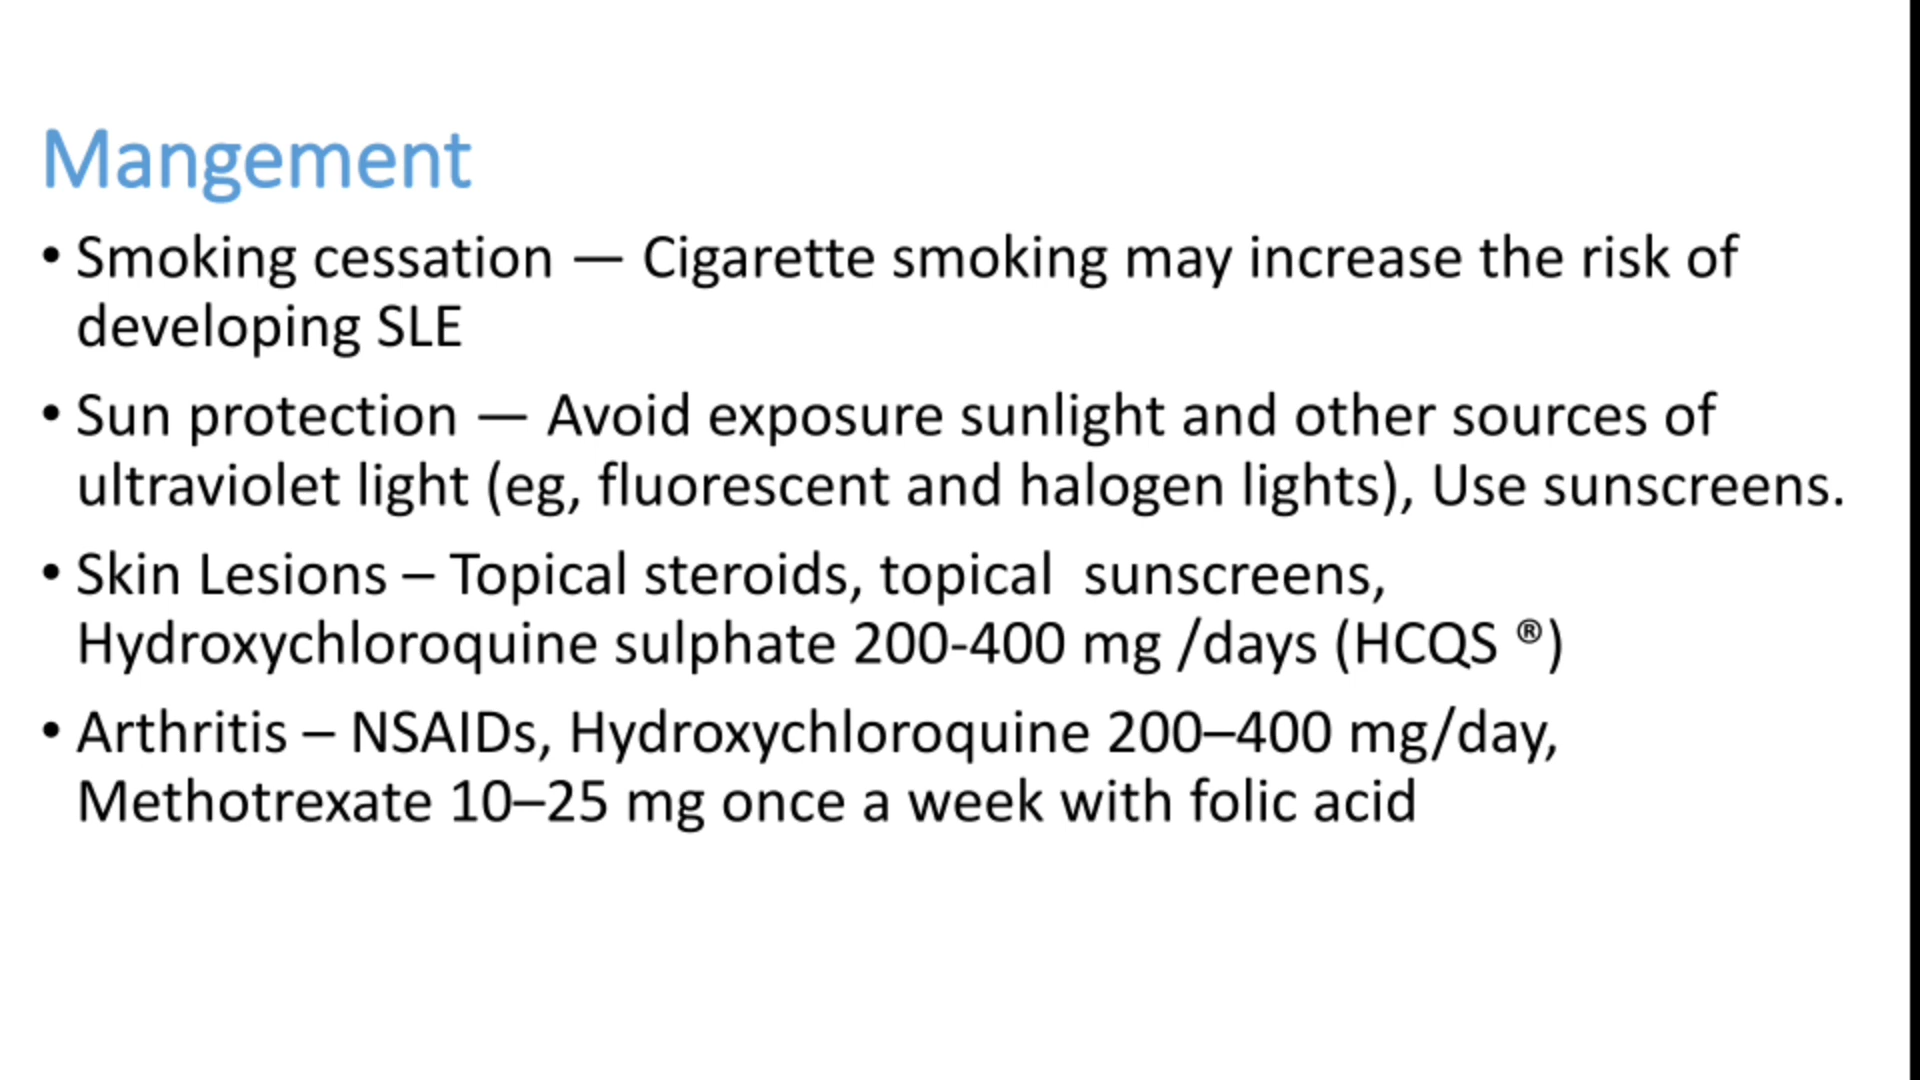 Mangement
• Smoking cessation — Cigarette smoking may increase the risk of
developing SLE
• Sun protection — Avoid exposure sunlight and other sources of
ultraviolet light (eg, fluorescent and halogen lights), Use sunscreens.
• Skin Lesions – Topical steroids, topical  sunscreens,
Hydroxychloroquine sulphate 200-400 mg /days (HCQS ®)
• Arthritis – NSAIDs, Hydroxychloroquine 200–400 mg/day,
Methotrexate 10–25 mg once a week with folic acid